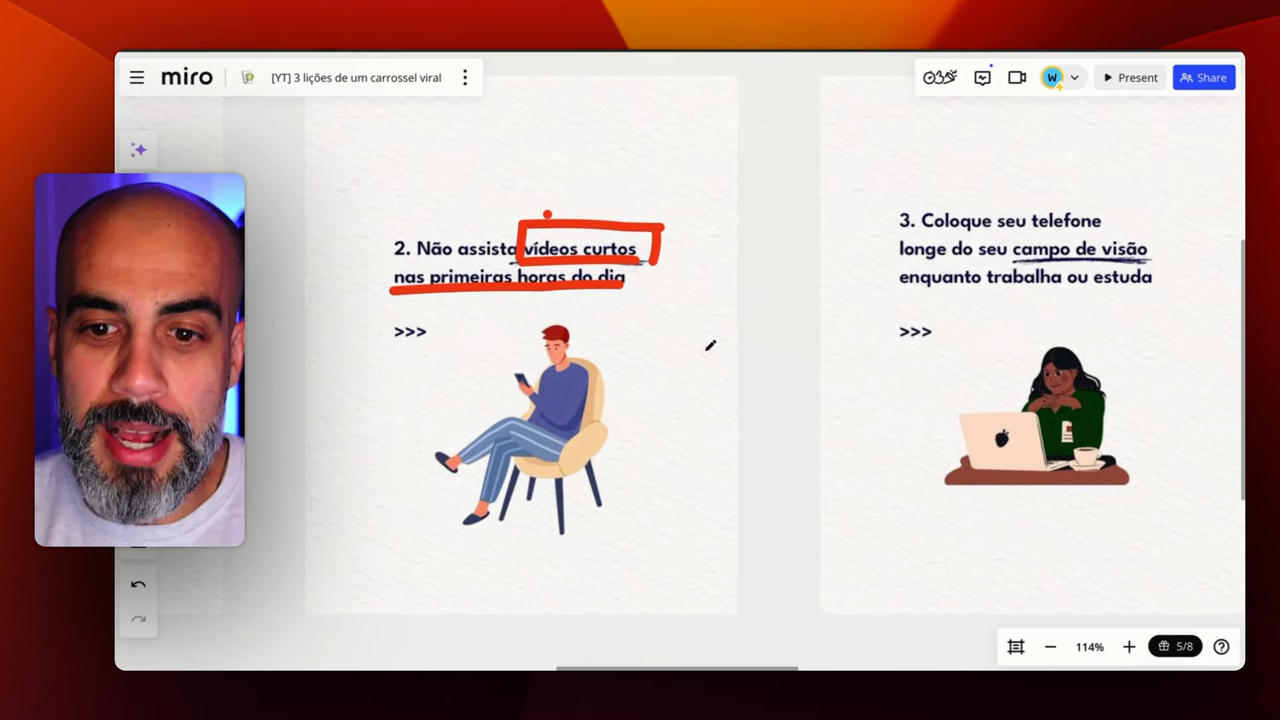 miro
[YT] 3 lições de um carrossel viral
W
Present
Share
2. Não assista vídeos curtos
nas primeiras horas do dia
>>>
3. Coloque seu telefone
longe do seu campo de visão
enquanto trabalha ou estuda
>>>
114%
5/8